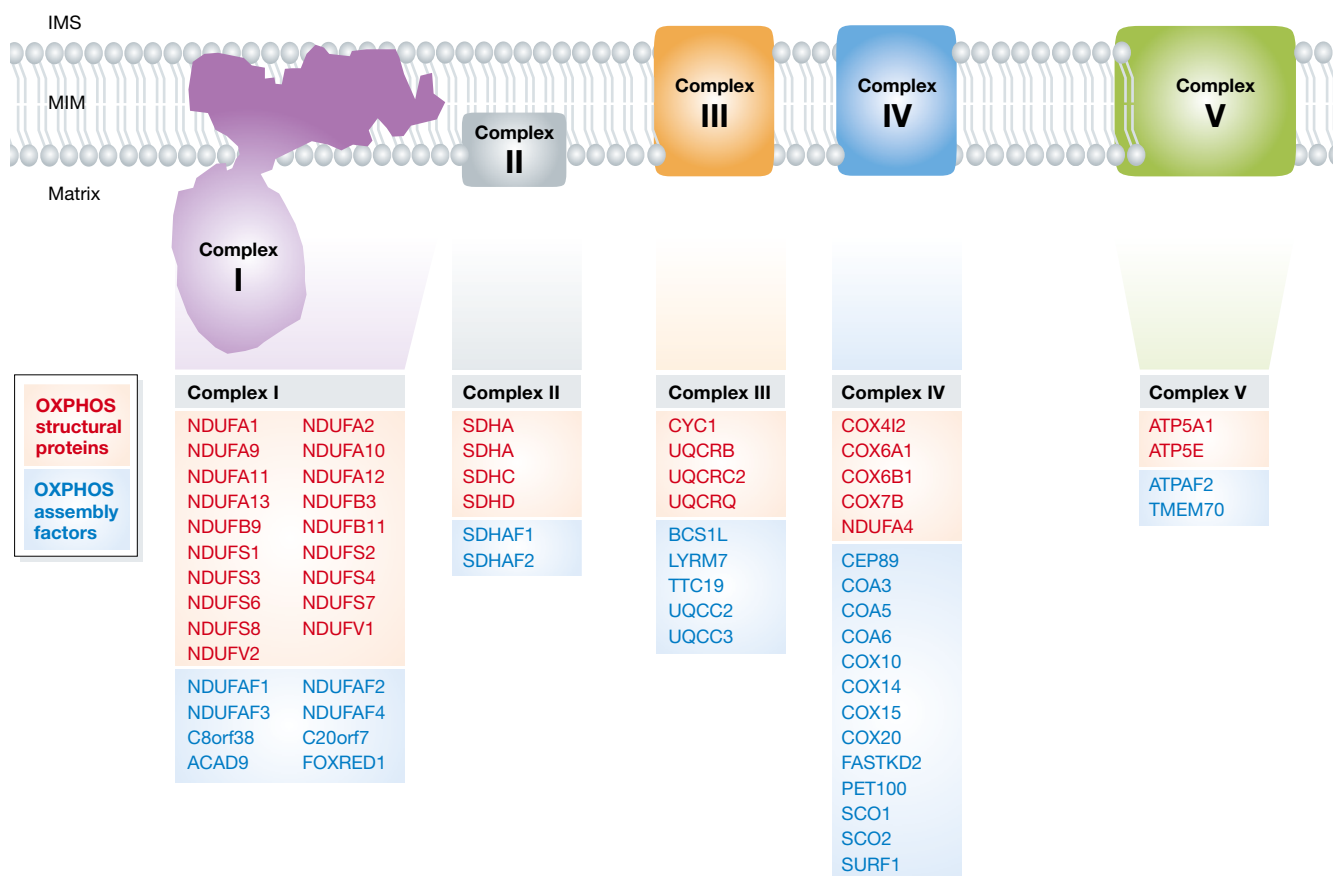 IMS
MIM
Matrix
Complex
I
Complex
II
Complex
III
Complex
IV
Complex
V
OXPHOS
structural
proteins
OXPHOS
assembly
factors
Complex I
NDUFA1 NDUFA2
NDUFA9 NDUFA10
NDUFA11 NDUFA12
NDUFA13 NDUFB3
NDUFB9 NDUFB11
NDUFS1 NDUFS2
NDUFS3 NDUFS4
NDUFS6 NDUFS7
NDUFS8 NDUFV1
NDUFV2
NDUFAF1 NDUFAF2
NDUFAF3 NDUFAF4
C8orf38 C20orf7
ACAD9 FOXRED1
Complex II
SDHA
SDHA
SDHC
SDHD
SDHAF1
SDHAF2
Complex III
CYC1
UQCRB
UQCRC2
UQCRQ
BCS1L
LYRM7
TTC19
UQCC2
UQCC3
Complex IV
COX4I2
COX6A1
COX6B1
COX7B
NDUFA4
CEP89
COA3
COA5
COA6
COX10
COX14
COX15
COX20
FASTKD2
PET100
SCO1
SCO2
SURF1
Complex V
ATP5A1
ATP5E
ATPAF2
TMEM70